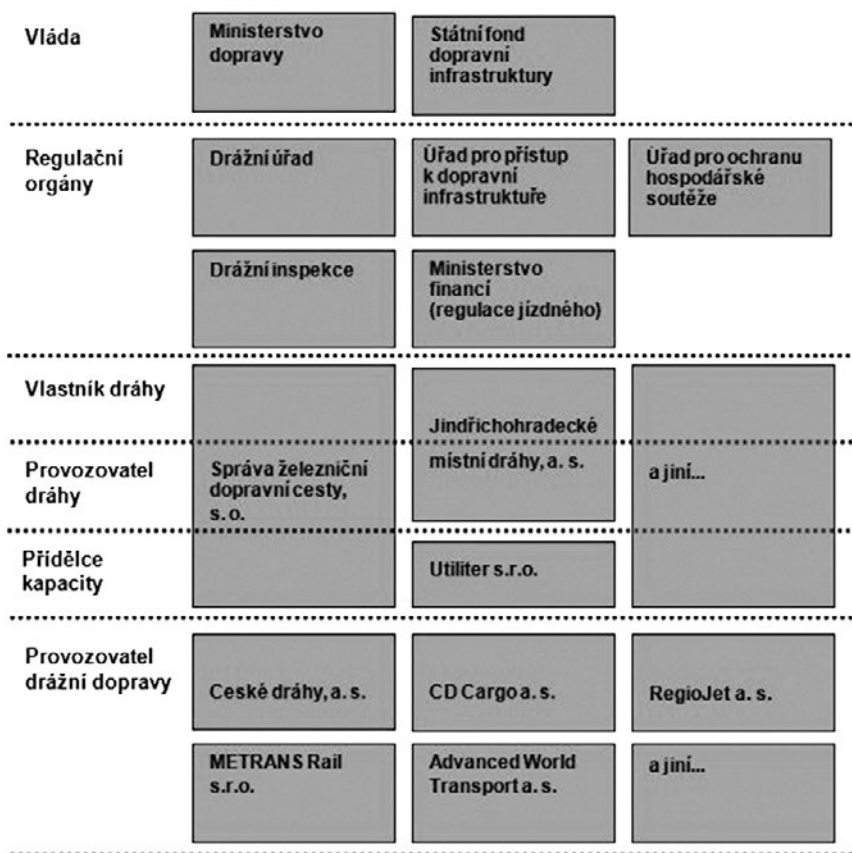 Vláda
Ministerstvo
dopravy
Státní fond
dopravní
infrastruktury
Regulační
orgány
Drážní úřad
Úřad pro přístup
k dopravní
infrastruktuře
Úřad pro ochranu
hospodářské
soutěže
Drážní inspekce
Ministerstvo
financí
(regulace jízdného)
Vlastník dráhy
Provozovatel
dráhy
Přídělce
kapacity
Správa železniční
dopravní cesty,
s. o.
Jindřichohradecké
místní dráhy, a. s.
Utiliter s.r.o.
a jiní...
Provozovatel
drážní dopravy
České dráhy, a. s.
CD Cargo a. s.
RegioJet a. s.
METRANS Rail
s.r.o.
Advanced World
Transport a. s.
a jiní...